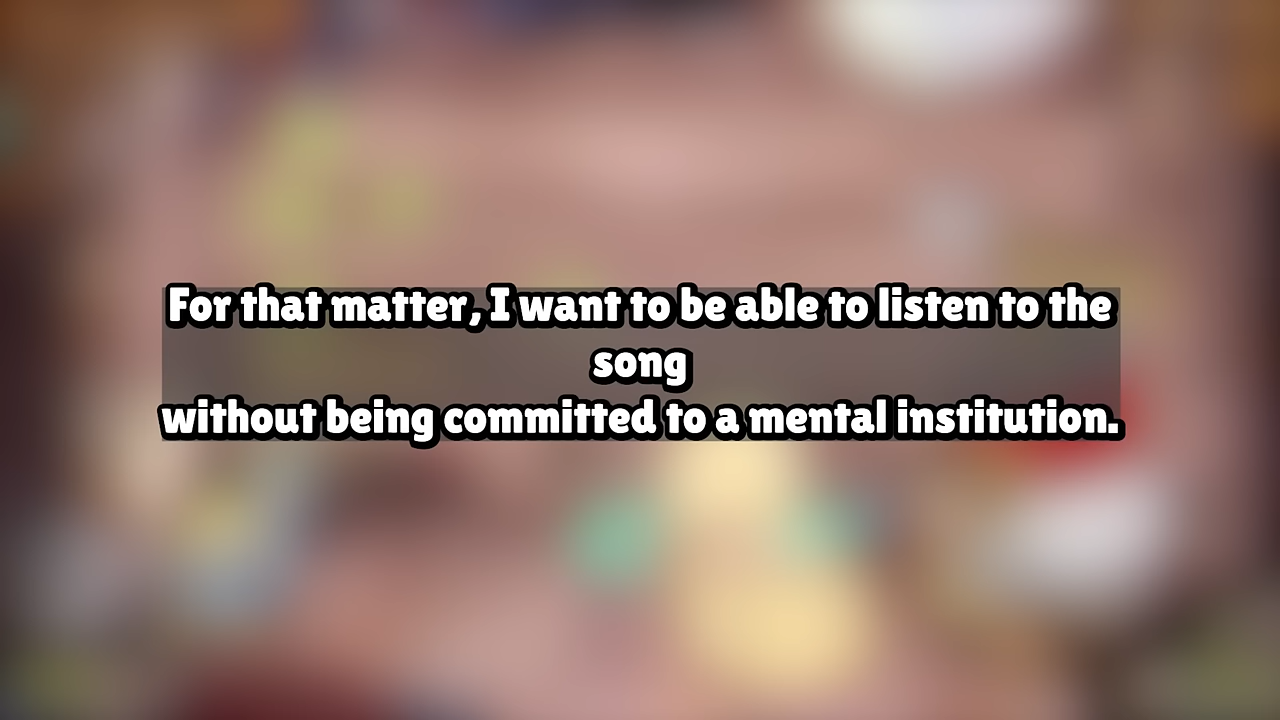 For that matter, I want to be able to listen to the
song
without being committed to a mental institution.